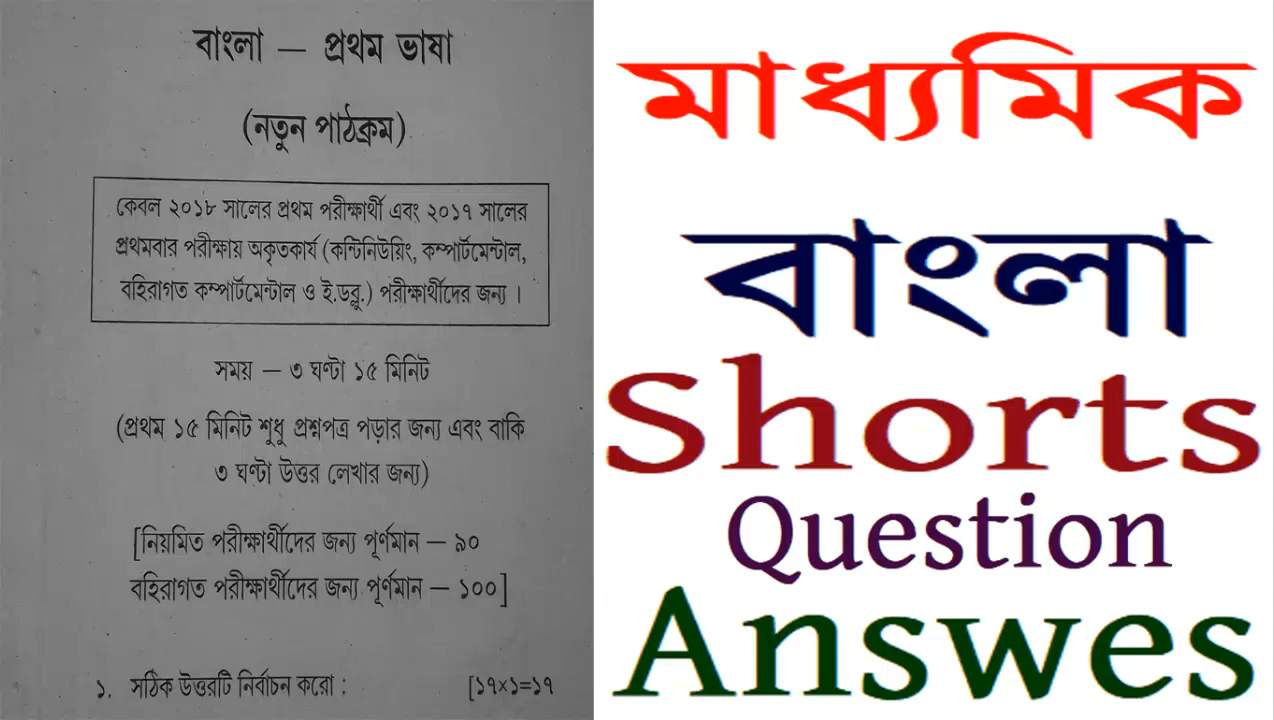 বাংলা — প্রথম ভাষা
(নতুন পাঠক্রম)
কেবল ২০১৮ সালের প্রথম পরীক্ষার্থী এবং ২০১৭ সালের
প্রথমবার পরীক্ষায় অকৃতকার্য (কন্টিনিউয়িং, কম্পার্টমেন্টাল,
বহিরাগত কম্পার্টমেন্টাল ও ই.ডব্লু.) পরীক্ষার্থীদের জন্য ।
সময় — ৩ ঘণ্টা ১৫ মিনিট
(প্রথম ১৫ মিনিট শুধু প্রশ্নপত্র পড়ার জন্য এবং বাকি
৩ ঘণ্টা উত্তর লেখার জন্য)
[নিয়মিত পরীক্ষার্থীদের জন্য পূর্ণমান — ৯০
বহিরাগত পরীক্ষার্থীদের জন্য পূর্ণমান — ১০০]
১. সঠিক উত্তরটি নির্বাচন করো : [১৭×১=১৭
মাধ্যমিক
বাংলা
Shorts
Question
Answes